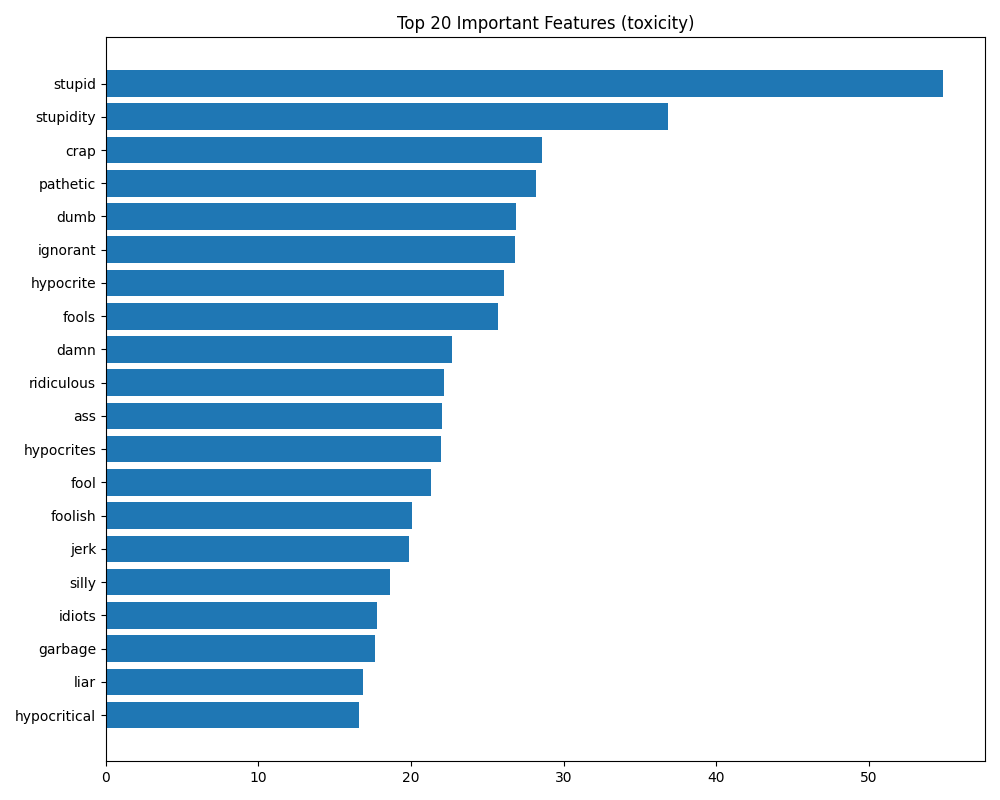 Top 20 Important Features (toxicity)
stupid
stupidity
crap
pathetic
dumb
ignorant
hypocrite
fools
damn
ridiculous
ass
hypocrites
fool
foolish
jerk
silly
idiots
garbage
liar
hypocritical
0 10 20 30 40 50